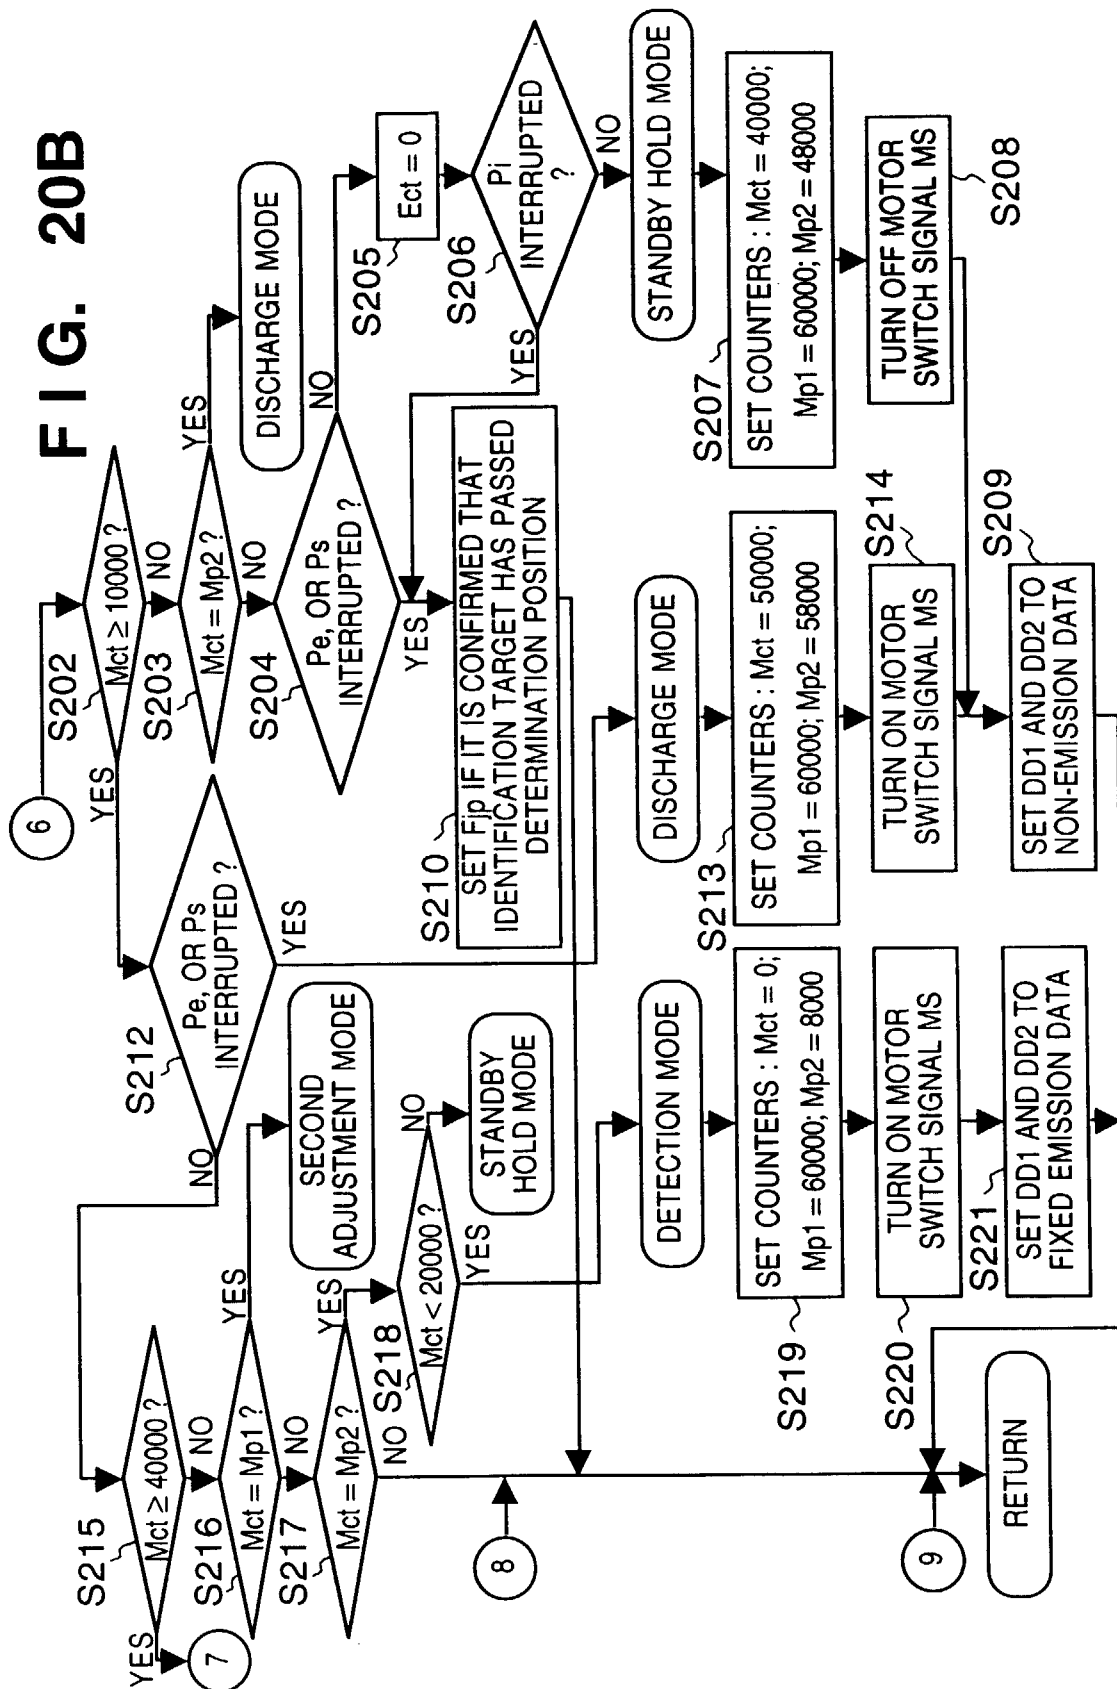 FIG. 20B
6
S202
Mct ≥ 10000 ?
YES
NO
S203
Mct = Mp2 ?
YES
NO
DISCHARGE MODE
S204
Pe, OR Ps
INTERRUPTED ?
NO
YES
S205
Ect = 0
S206
Pi
INTERRUPTED
?
YES
NO
STANDBY HOLD MODE
S207
SET COUNTERS : Mct = 40000;
Mp1 = 60000; Mp2 = 48000
TURN OFF MOTOR
SWITCH SIGNAL MS
S208
S210
SET Fjp IF IT IS CONFIRMED THAT
IDENTIFICATION TARGET HAS PASSED
DETERMINATION POSITION
S212
Pe, OR Ps
INTERRUPTED ?
YES
NO
DISCHARGE MODE
S213
SET COUNTERS : Mct = 50000;
Mp1 = 60000; Mp2 = 58000
S214
TURN ON MOTOR
SWITCH SIGNAL MS
S209
SET DD1 AND DD2 TO
NON-EMISSION DATA
S215
Mct ≥ 40000 ?
YES
7
NO
S216
Mct = Mp1 ?
YES
NO
SECOND
ADJUSTMENT MODE
S217
Mct = Mp2 ?
YES
NO
S218
Mct < 20000 ?
NO
YES
STANDBY
HOLD MODE
DETECTION MODE
SET COUNTERS : Mct = 0;
Mp1 = 60000; Mp2 = 8000
S219
TURN ON MOTOR
SWITCH SIGNAL MS
S220
S221
SET DD1 AND DD2 TO
FIXED EMISSION DATA
8
9
RETURN